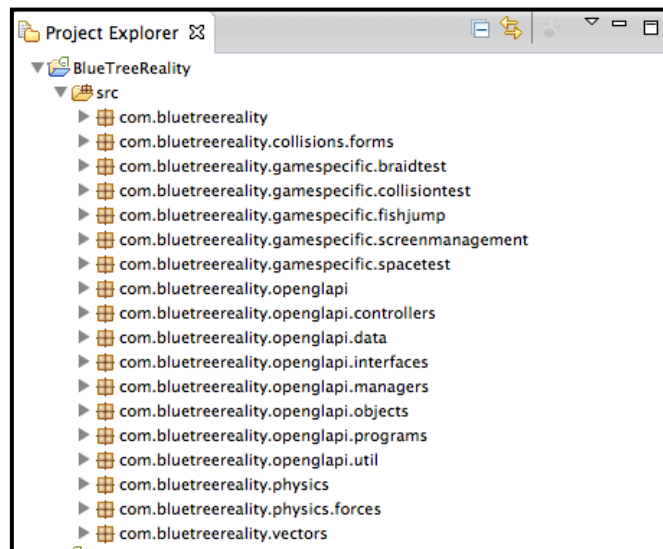 Project Explorer
BlueTreeReality
src
com.bluetreereality
com.bluetreereality.collisions.forms
com.bluetreereality.gamespecific.braidtest
com.bluetreereality.gamespecific.collisiontest
com.bluetreereality.gamespecific.fishjump
com.bluetreereality.gamespecific.screenmanagement
com.bluetreereality.gamespecific.spacetest
com.bluetreereality.openglapi
com.bluetreereality.openglapi.controllers
com.bluetreereality.openglapi.data
com.bluetreereality.openglapi.interfaces
com.bluetreereality.openglapi.managers
com.bluetreereality.openglapi.objects
com.bluetreereality.openglapi.programs
com.bluetreereality.openglapi.util
com.bluetreereality.physics
com.bluetreereality.physics.forces
com.bluetreereality.vectors